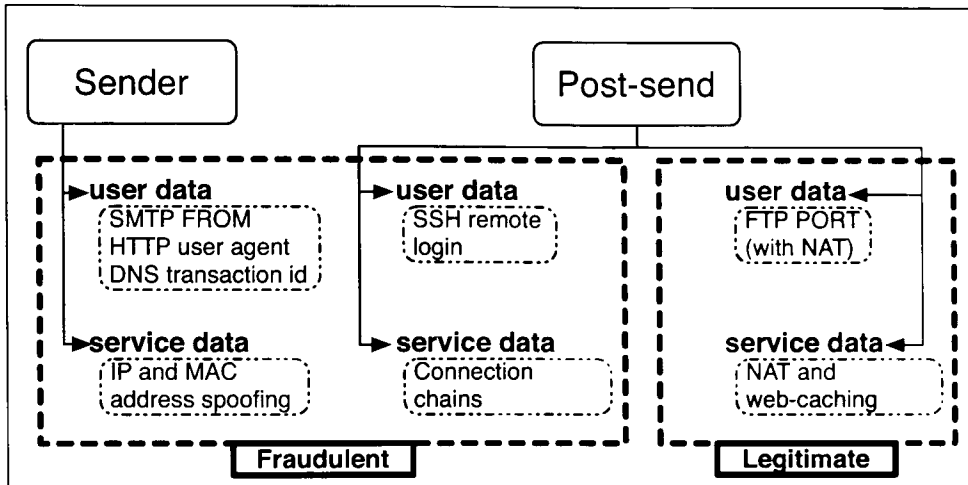 Sender
Post-send
user data
SMTP FROM
HTTP user agent
DNS transaction id
service data
IP and MAC
address spoofing
user data
SSH remote
login
service data
Connection
chains
Fraudulent
user data
FTP PORT
(with NAT)
service data
NAT and
web-caching
Legitimate